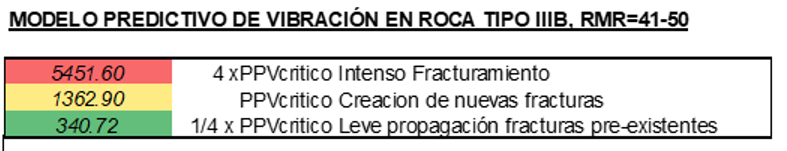 MODELO PREDICTIVO DE VIBRACIÓN EN ROCA TIPO IIIB, RMR=41-50
5451.60 4 xPPVcritico Intenso Fracturamiento
1362.90 PPVcritico Creacion de nuevas fracturas
340.72 1/4 x PPVcritico Leve propagación fracturas pre-existentes